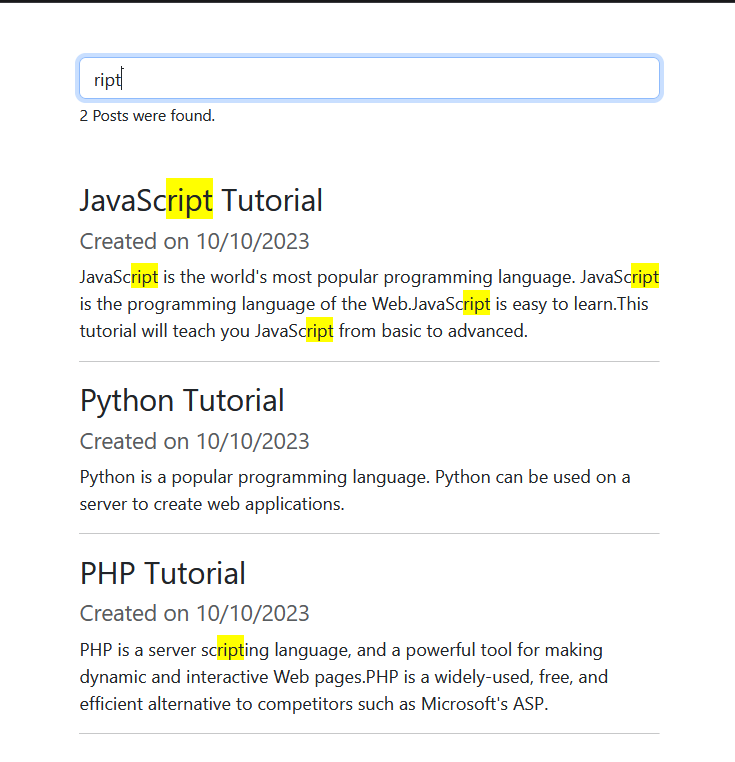 ript
2 Posts were found.
JavaScript Tutorial
Created on 10/10/2023
JavaScript is the world's most popular programming language. JavaScript
is the programming language of the Web.JavaScript is easy to learn.This
tutorial will teach you JavaScript from basic to advanced.
Python Tutorial
Created on 10/10/2023
Python is a popular programming language. Python can be used on a
server to create web applications.
PHP Tutorial
Created on 10/10/2023
PHP is a server scripting language, and a powerful tool for making
dynamic and interactive Web pages.PHP is a widely-used, free, and
efficient alternative to competitors such as Microsoft's ASP.